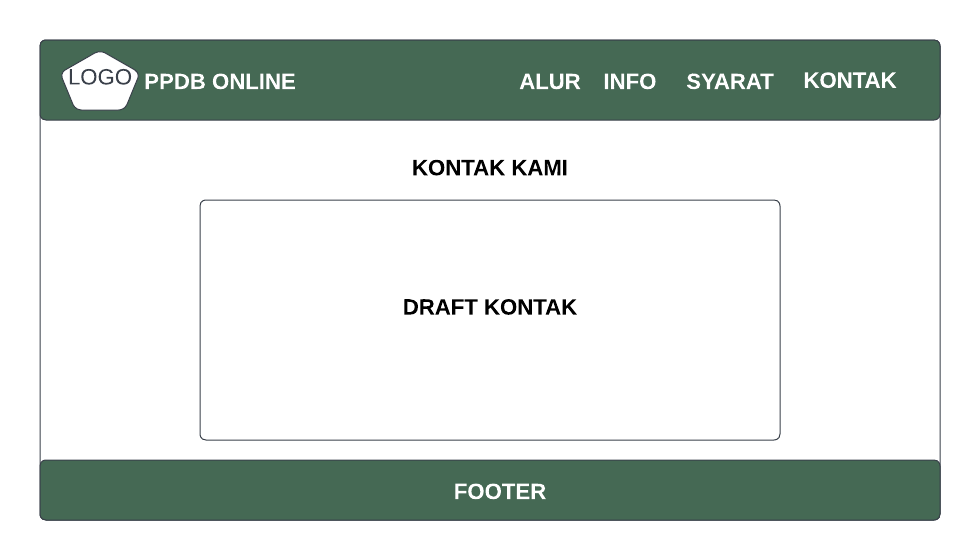 LOGO PPDB ONLINE ALUR INFO SYARAT KONTAK
KONTAK KAMI
DRAFT KONTAK
FOOTER